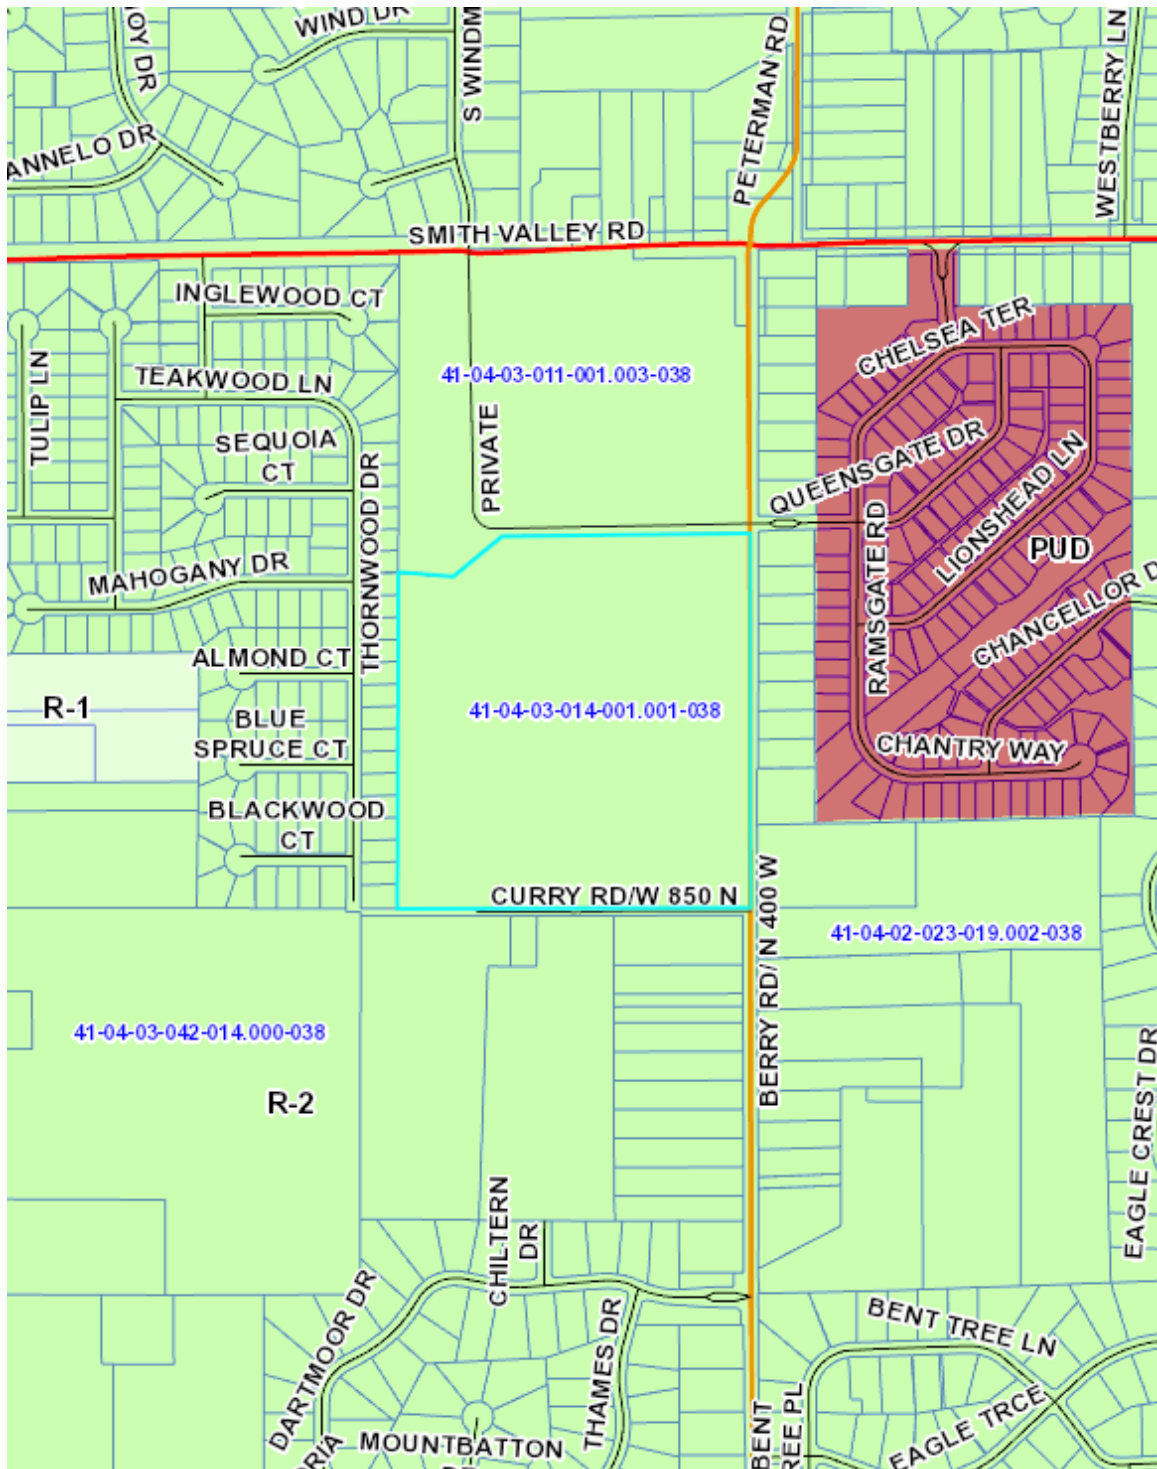 WIND DR
S WINDM
OY DR
ANNELO DR
PETERMAN RD
WESTBERRY LN
SMITH VALLEY RD
INGLEWOOD CT
TEAKWOOD LN
TULIP LN
SEQUOIA
CT
THORNWOOD DR
MAHOGANY DR
41-04-03-011-001.003-038
PRIVATE
CHELSEA TER
QUEENSGATE DR
LIONSHEAD LN
RAMSGATE RD
PUD
CHANCELLOR D
CHANTRY WAY
ALMOND CT
R-1
BLUE
SPRUCE CT
BLACKWOOD
CT
41-04-03-014-001.001-038
CURRY RD/W 850 N
BERRY RD/ N 400 W
41-04-02-023-019.002-038
41-04-03-042-014.000-038
R-2
EAGLE CREST DR
CHILTERN
DR
DARTMOOR DR
THAMES DR
BENT TREE LN
EAGLE TRCE
BENT
REE PL
MOUNTBATTON
RIA